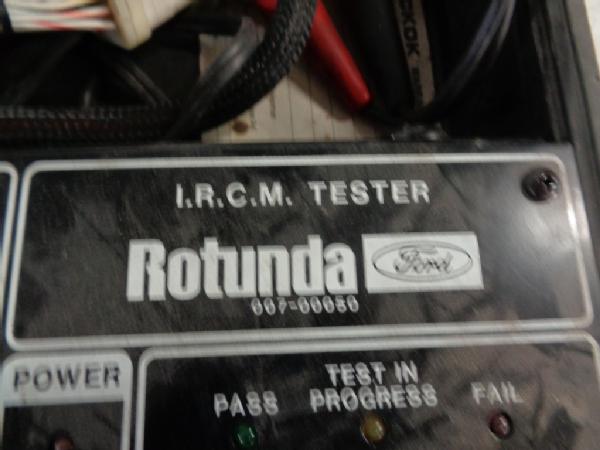 I.R.C.M. TESTER
Rotunda Ford
007-00050
POWER
TEST IN
PASS PROGRESS FAIL